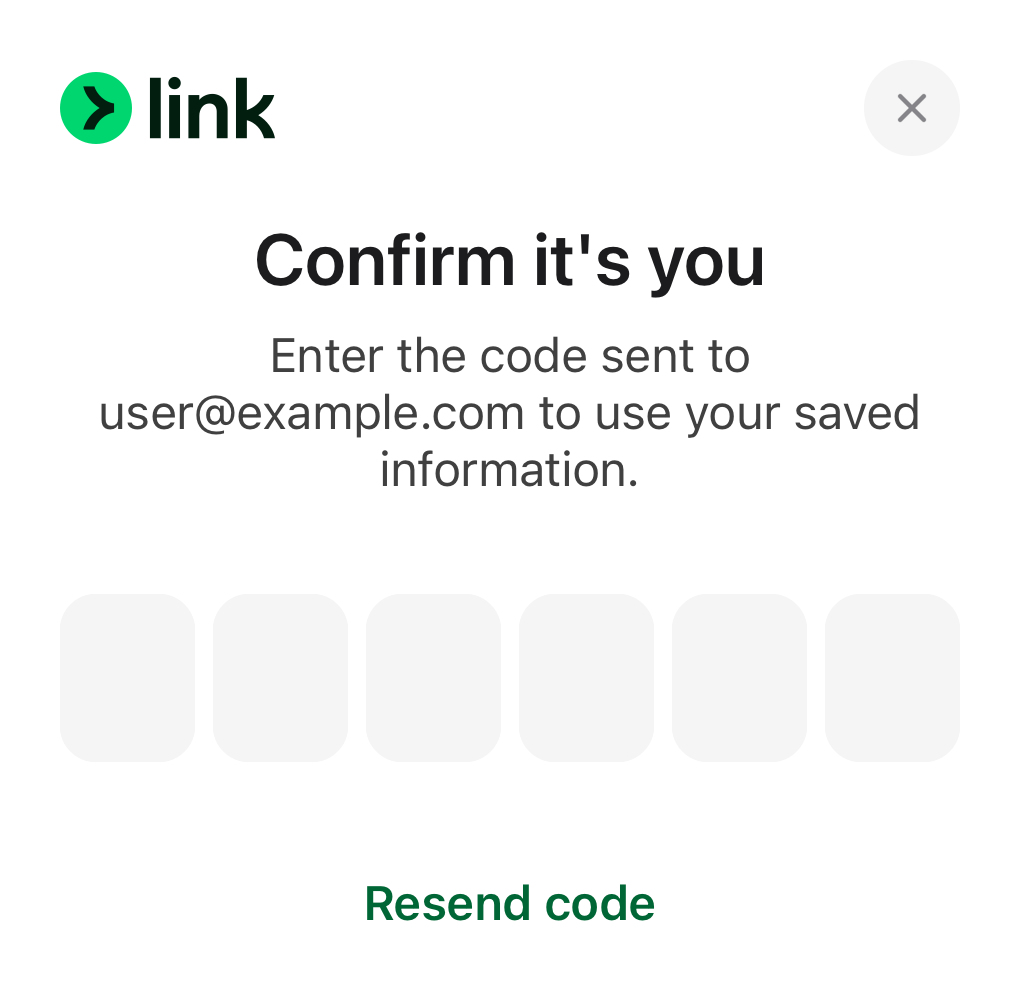 link
Confirm it's you
Enter the code sent to
user@example.com to use your saved
information.
Resend code